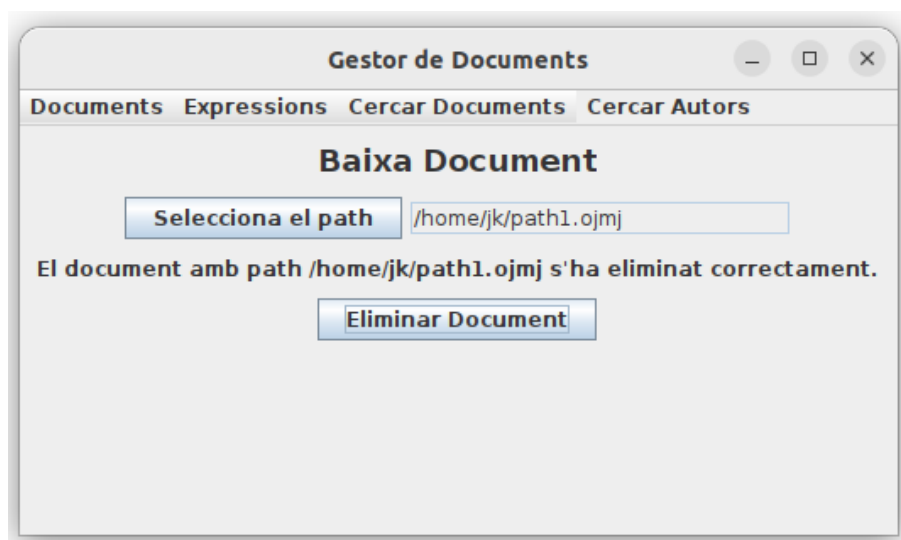 Gestor de Documents
Documents Expressions Cercar Documents Cercar Autors
Baixa Document
Selecciona el path /home/jk/path1.ojmj
El document amb path /home/jk/path1.ojmj s'ha eliminat correctament.
Eliminar Document